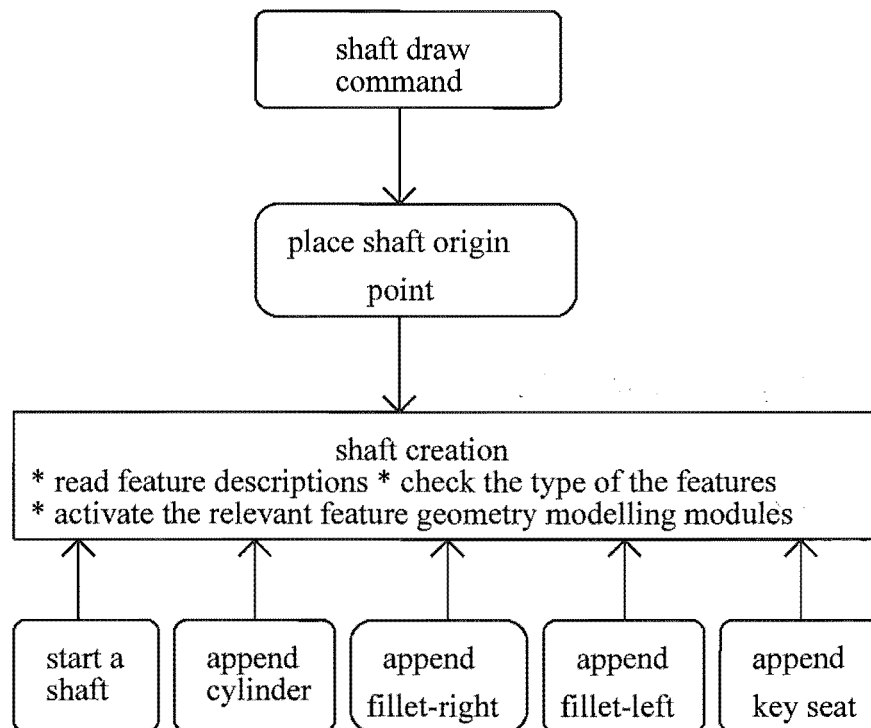 shaft draw
command
place shaft origin
point
shaft creation
* read feature descriptions * check the type of the features
* activate the relevant feature geometry modelling modules
start a
shaft
append
cylinder
append
fillet-right
append
fillet-left
append
key seat